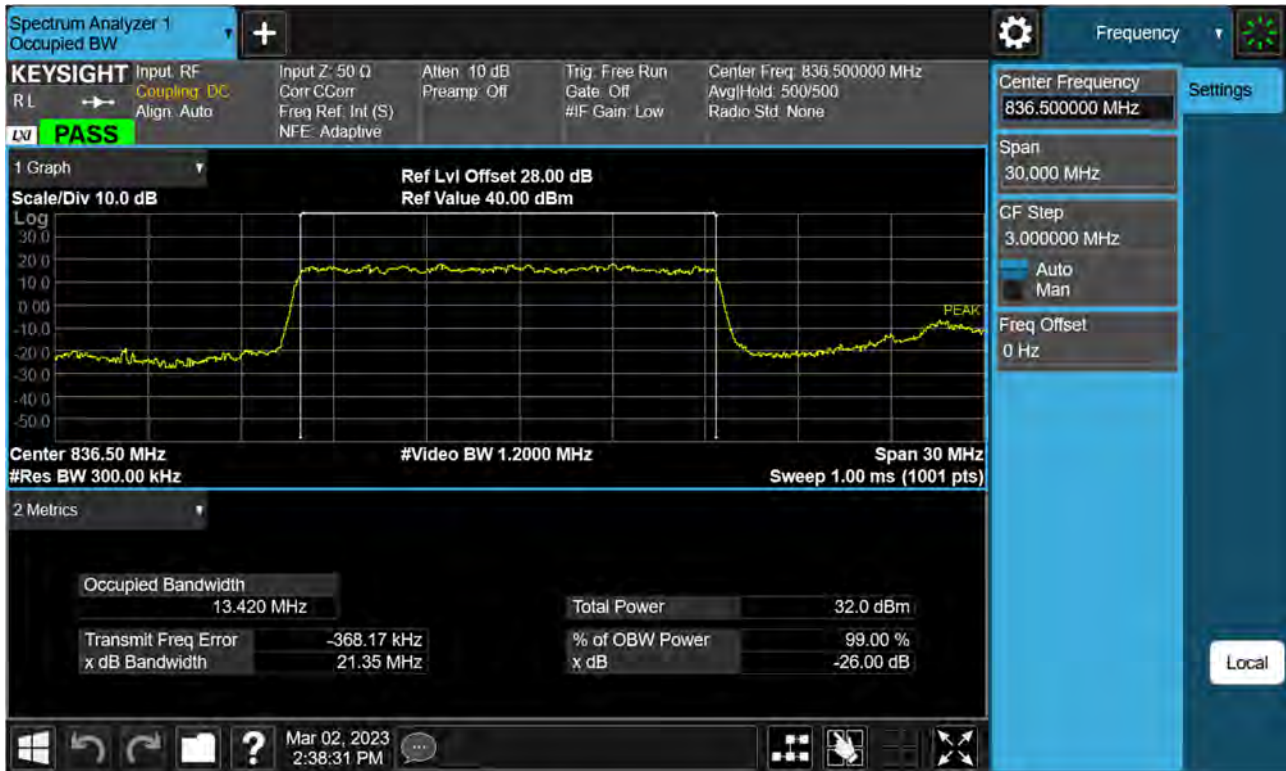 Spectrum Analyzer 1
Occupied BW
+
Frequency
KEYSIGHT
Input: RF
Coupling: DC
Align: Auto
Input Z: 50 Ω
Corr CCorr
Freq Ref: Int (S)
NFE: Adaptive
Atten: 10 dB
Preamp: Off
Trig: Free Run
Gate: Off
#IF Gain: Low
Center Freq: 836.500000 MHz
Avg|Hold: 500/500
Radio Std: None
R L
LXI
PASS
Center Frequency
836.500000 MHz
Settings
Span
30.000 MHz
CF Step
3.000000 MHz
Auto
Man
Freq Offset
0 Hz
1 Graph
Scale/Div 10.0 dB
Ref Lvl Offset 28.00 dB
Ref Value 40.00 dBm
Log
30.0
20.0
10.0
0.00
-10.0
-20.0
-30.0
-40.0
-50.0
PEAK
Center 836.50 MHz
#Video BW 1.2000 MHz
Span 30 MHz
#Res BW 300.00 kHz
Sweep 1.00 ms (1001 pts)
2 Metrics
Occupied Bandwidth
13.420 MHz
Total Power 32.0 dBm
Transmit Freq Error -368.17 kHz
% of OBW Power 99.00 %
x dB Bandwidth 21.35 MHz
x dB -26.00 dB
Local
?
Mar 02, 2023
2:38:31 PM